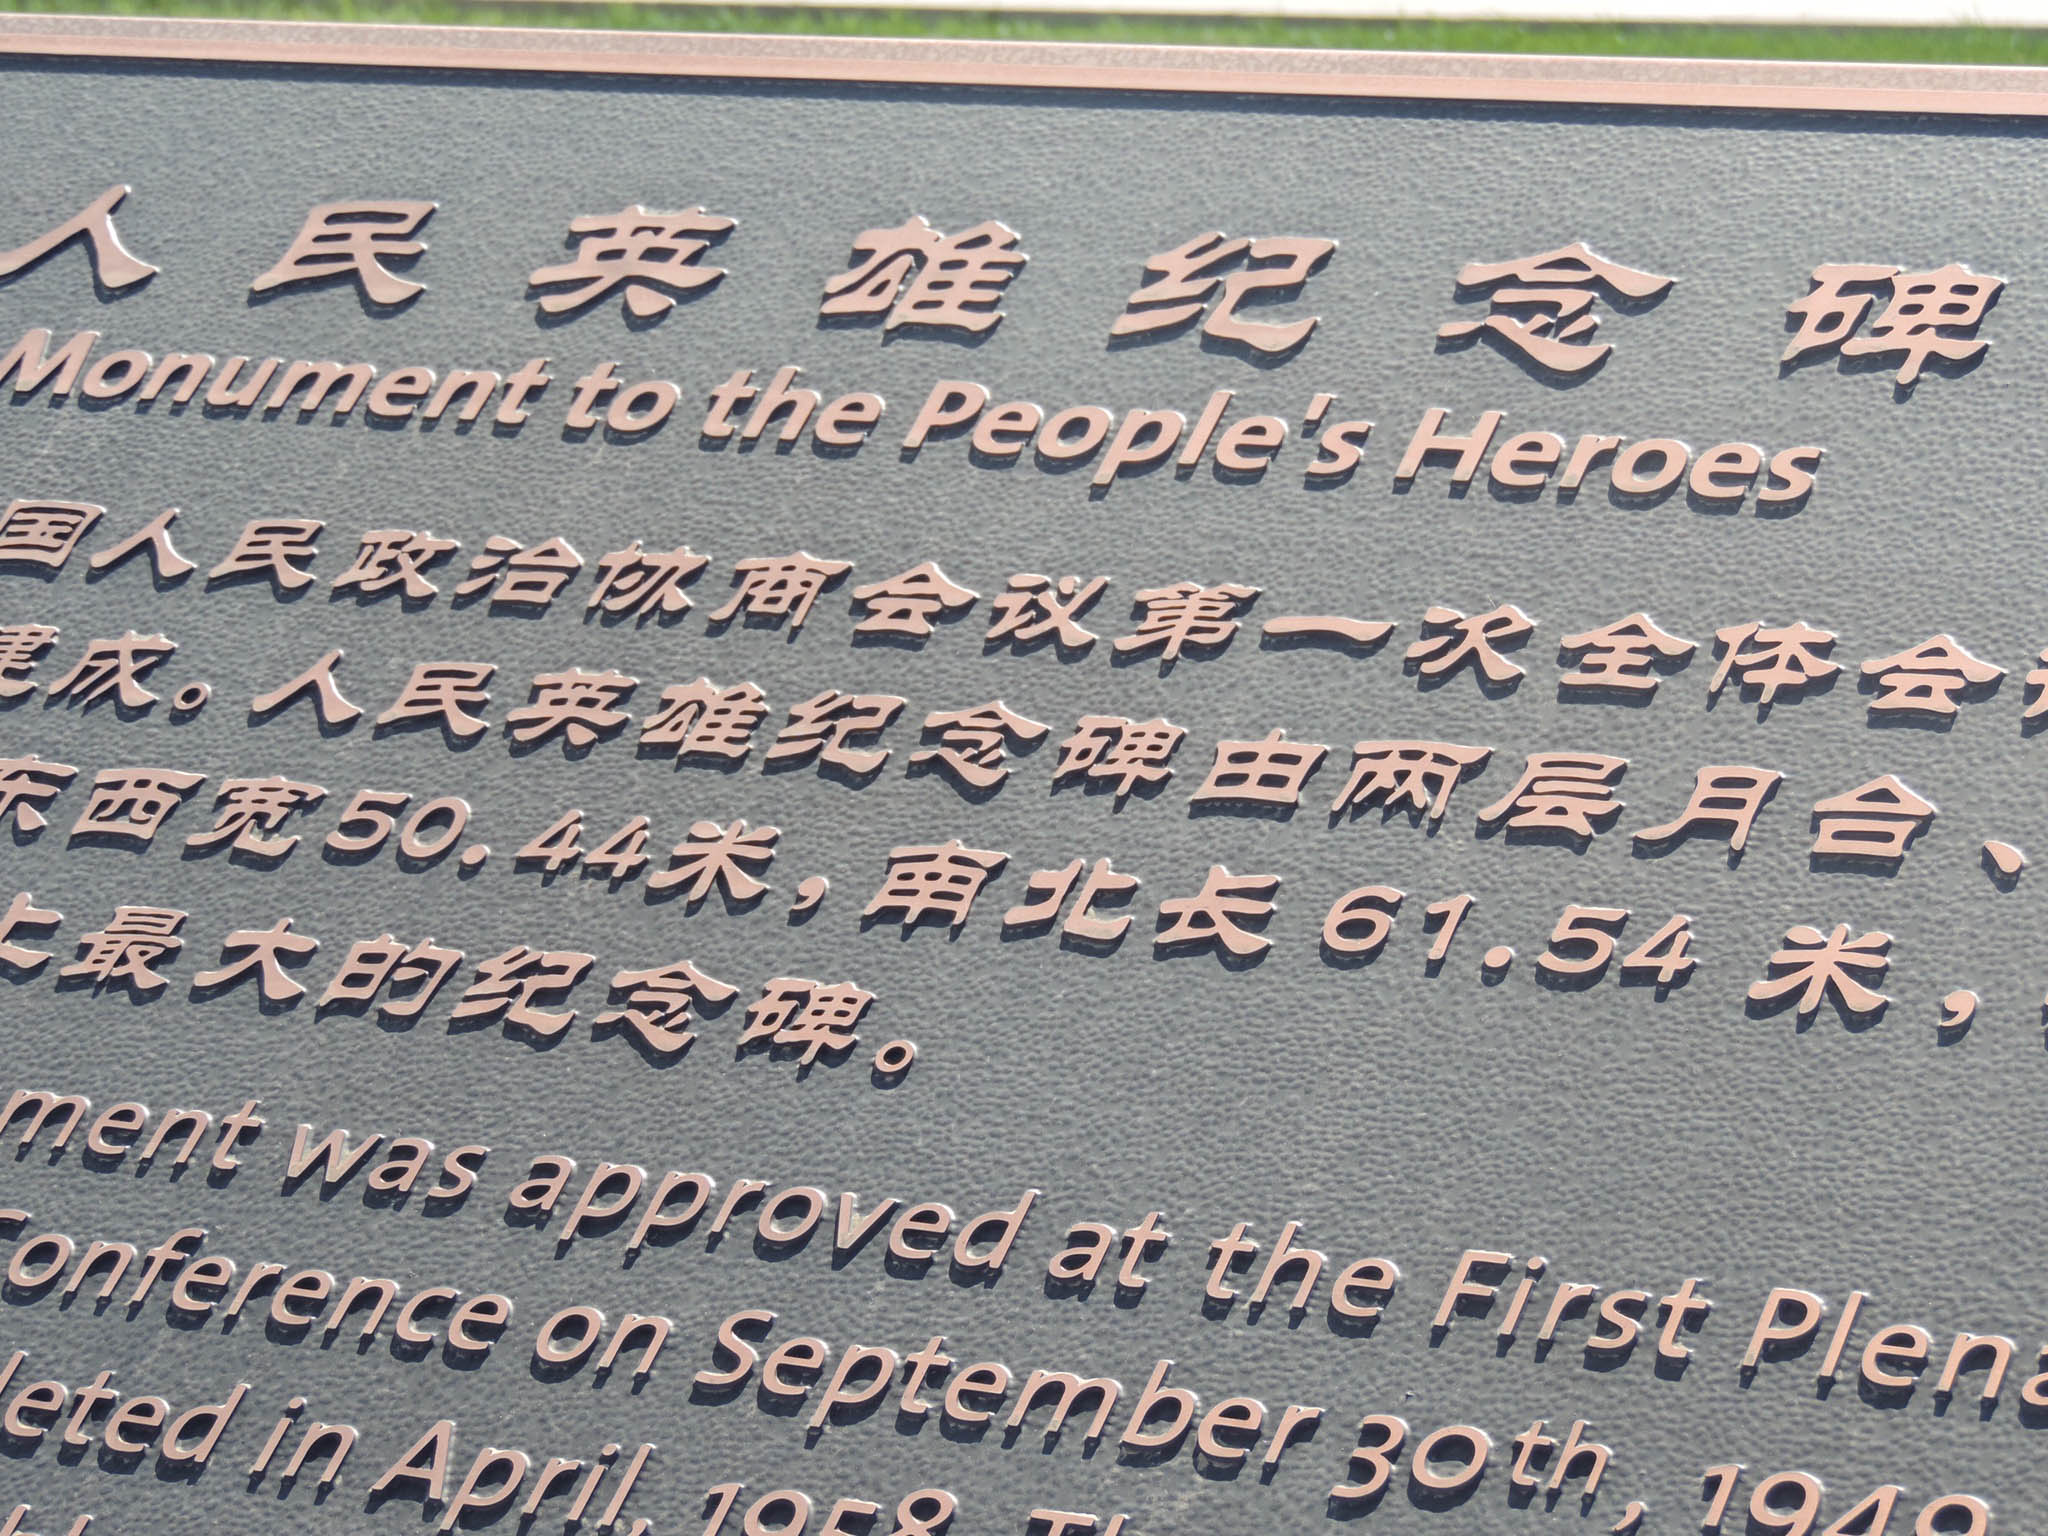 人民英雄纪念碑
Monument to the People's Heroes
国人民政治协商会议第一次全体会
建成。人民英雄纪念碑由两层月台、
东西宽50.44米，南北长61.54米，
上最大的纪念碑。
ment was approved at the First Plena
Conference on September 30th, 1949
leted in April, 1958. Th